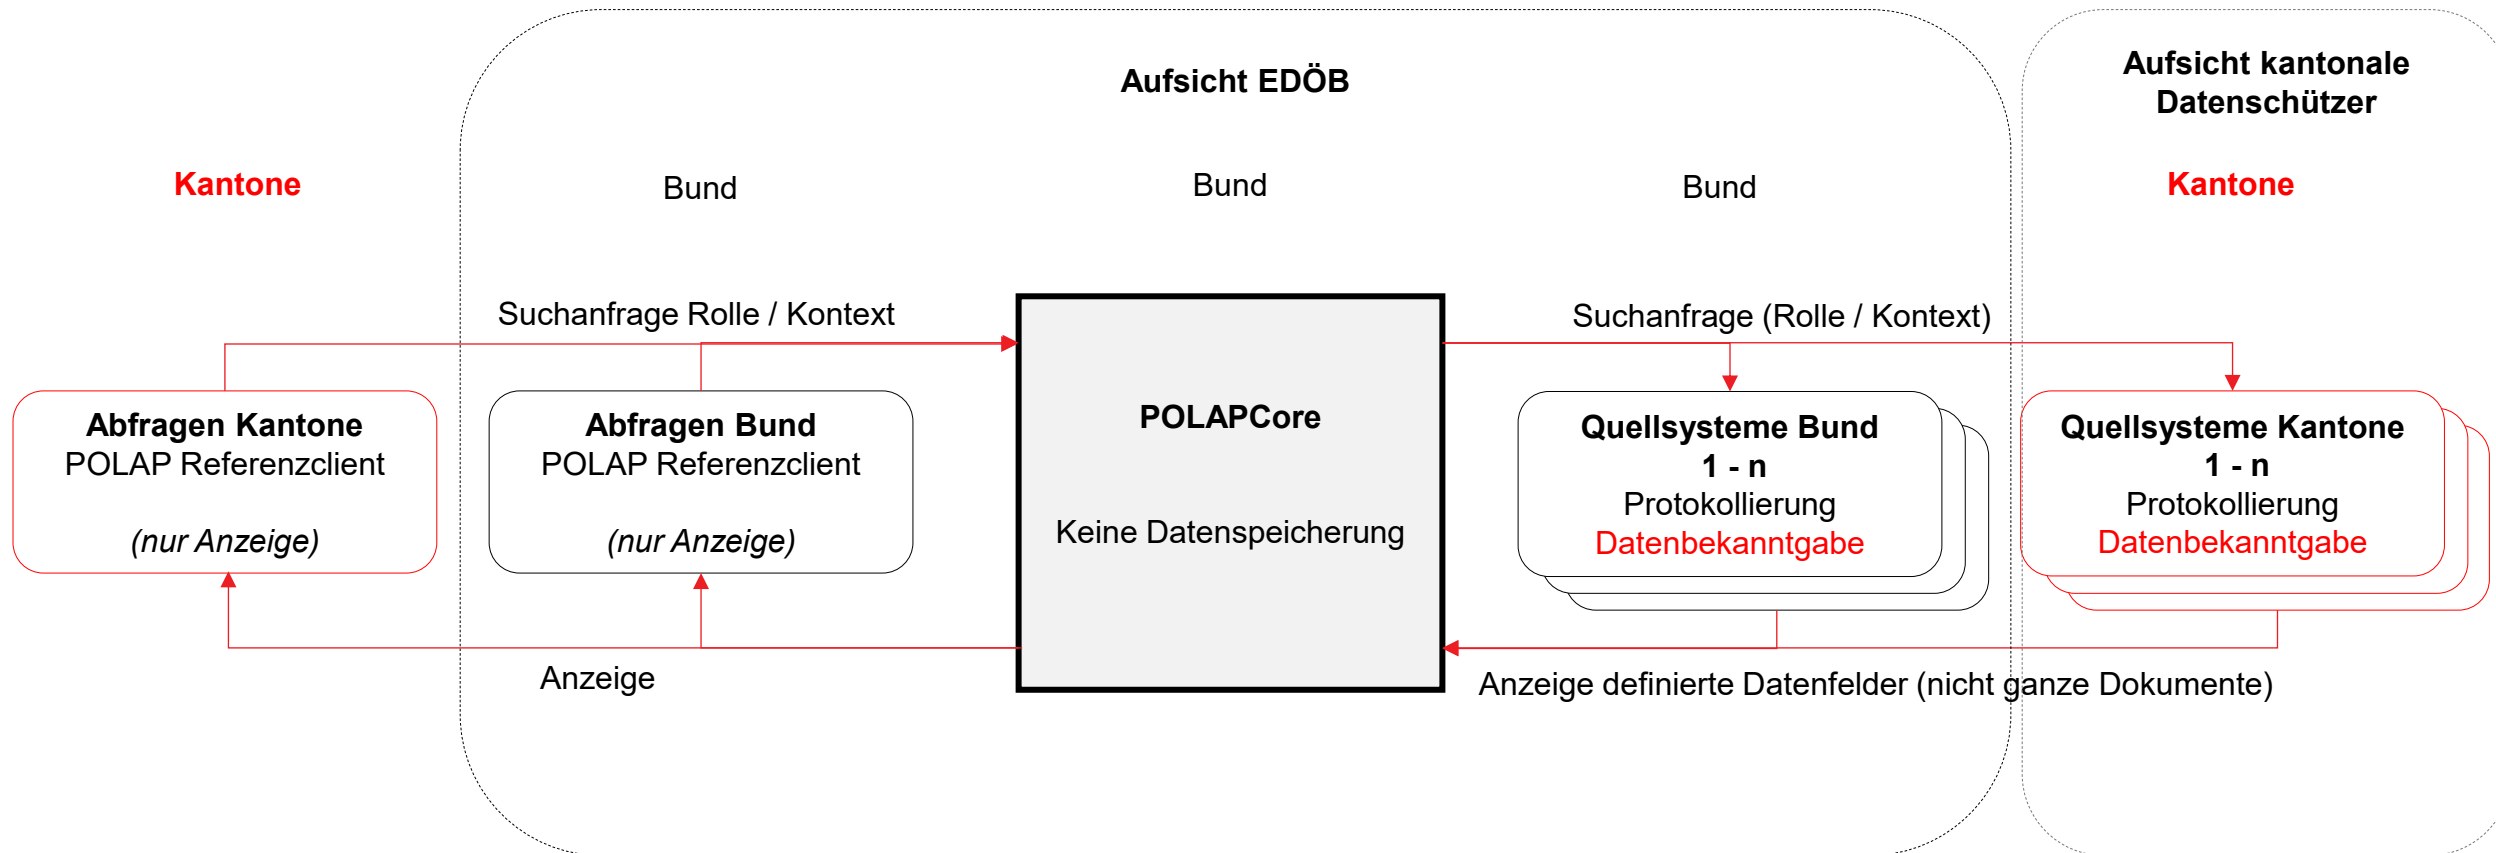 Aufsicht EDÖB
Aufsicht kantonale
Datenschützer
Kantone
Bund
Bund
Bund
Kantone
Suchanfrage Rolle / Kontext
Suchanfrage (Rolle / Kontext)
Abfragen Kantone
POLAP Referenzclient
(nur Anzeige)
Abfragen Bund
POLAP Referenzclient
(nur Anzeige)
POLAPCore
Keine Datenspeicherung
Quellsysteme Bund
1 - n
Protokollierung
Datenbekanntgabe
Quellsysteme Kantone
1 - n
Protokollierung
Datenbekanntgabe
Anzeige
Anzeige definierte Datenfelder (nicht ganze Dokumente)